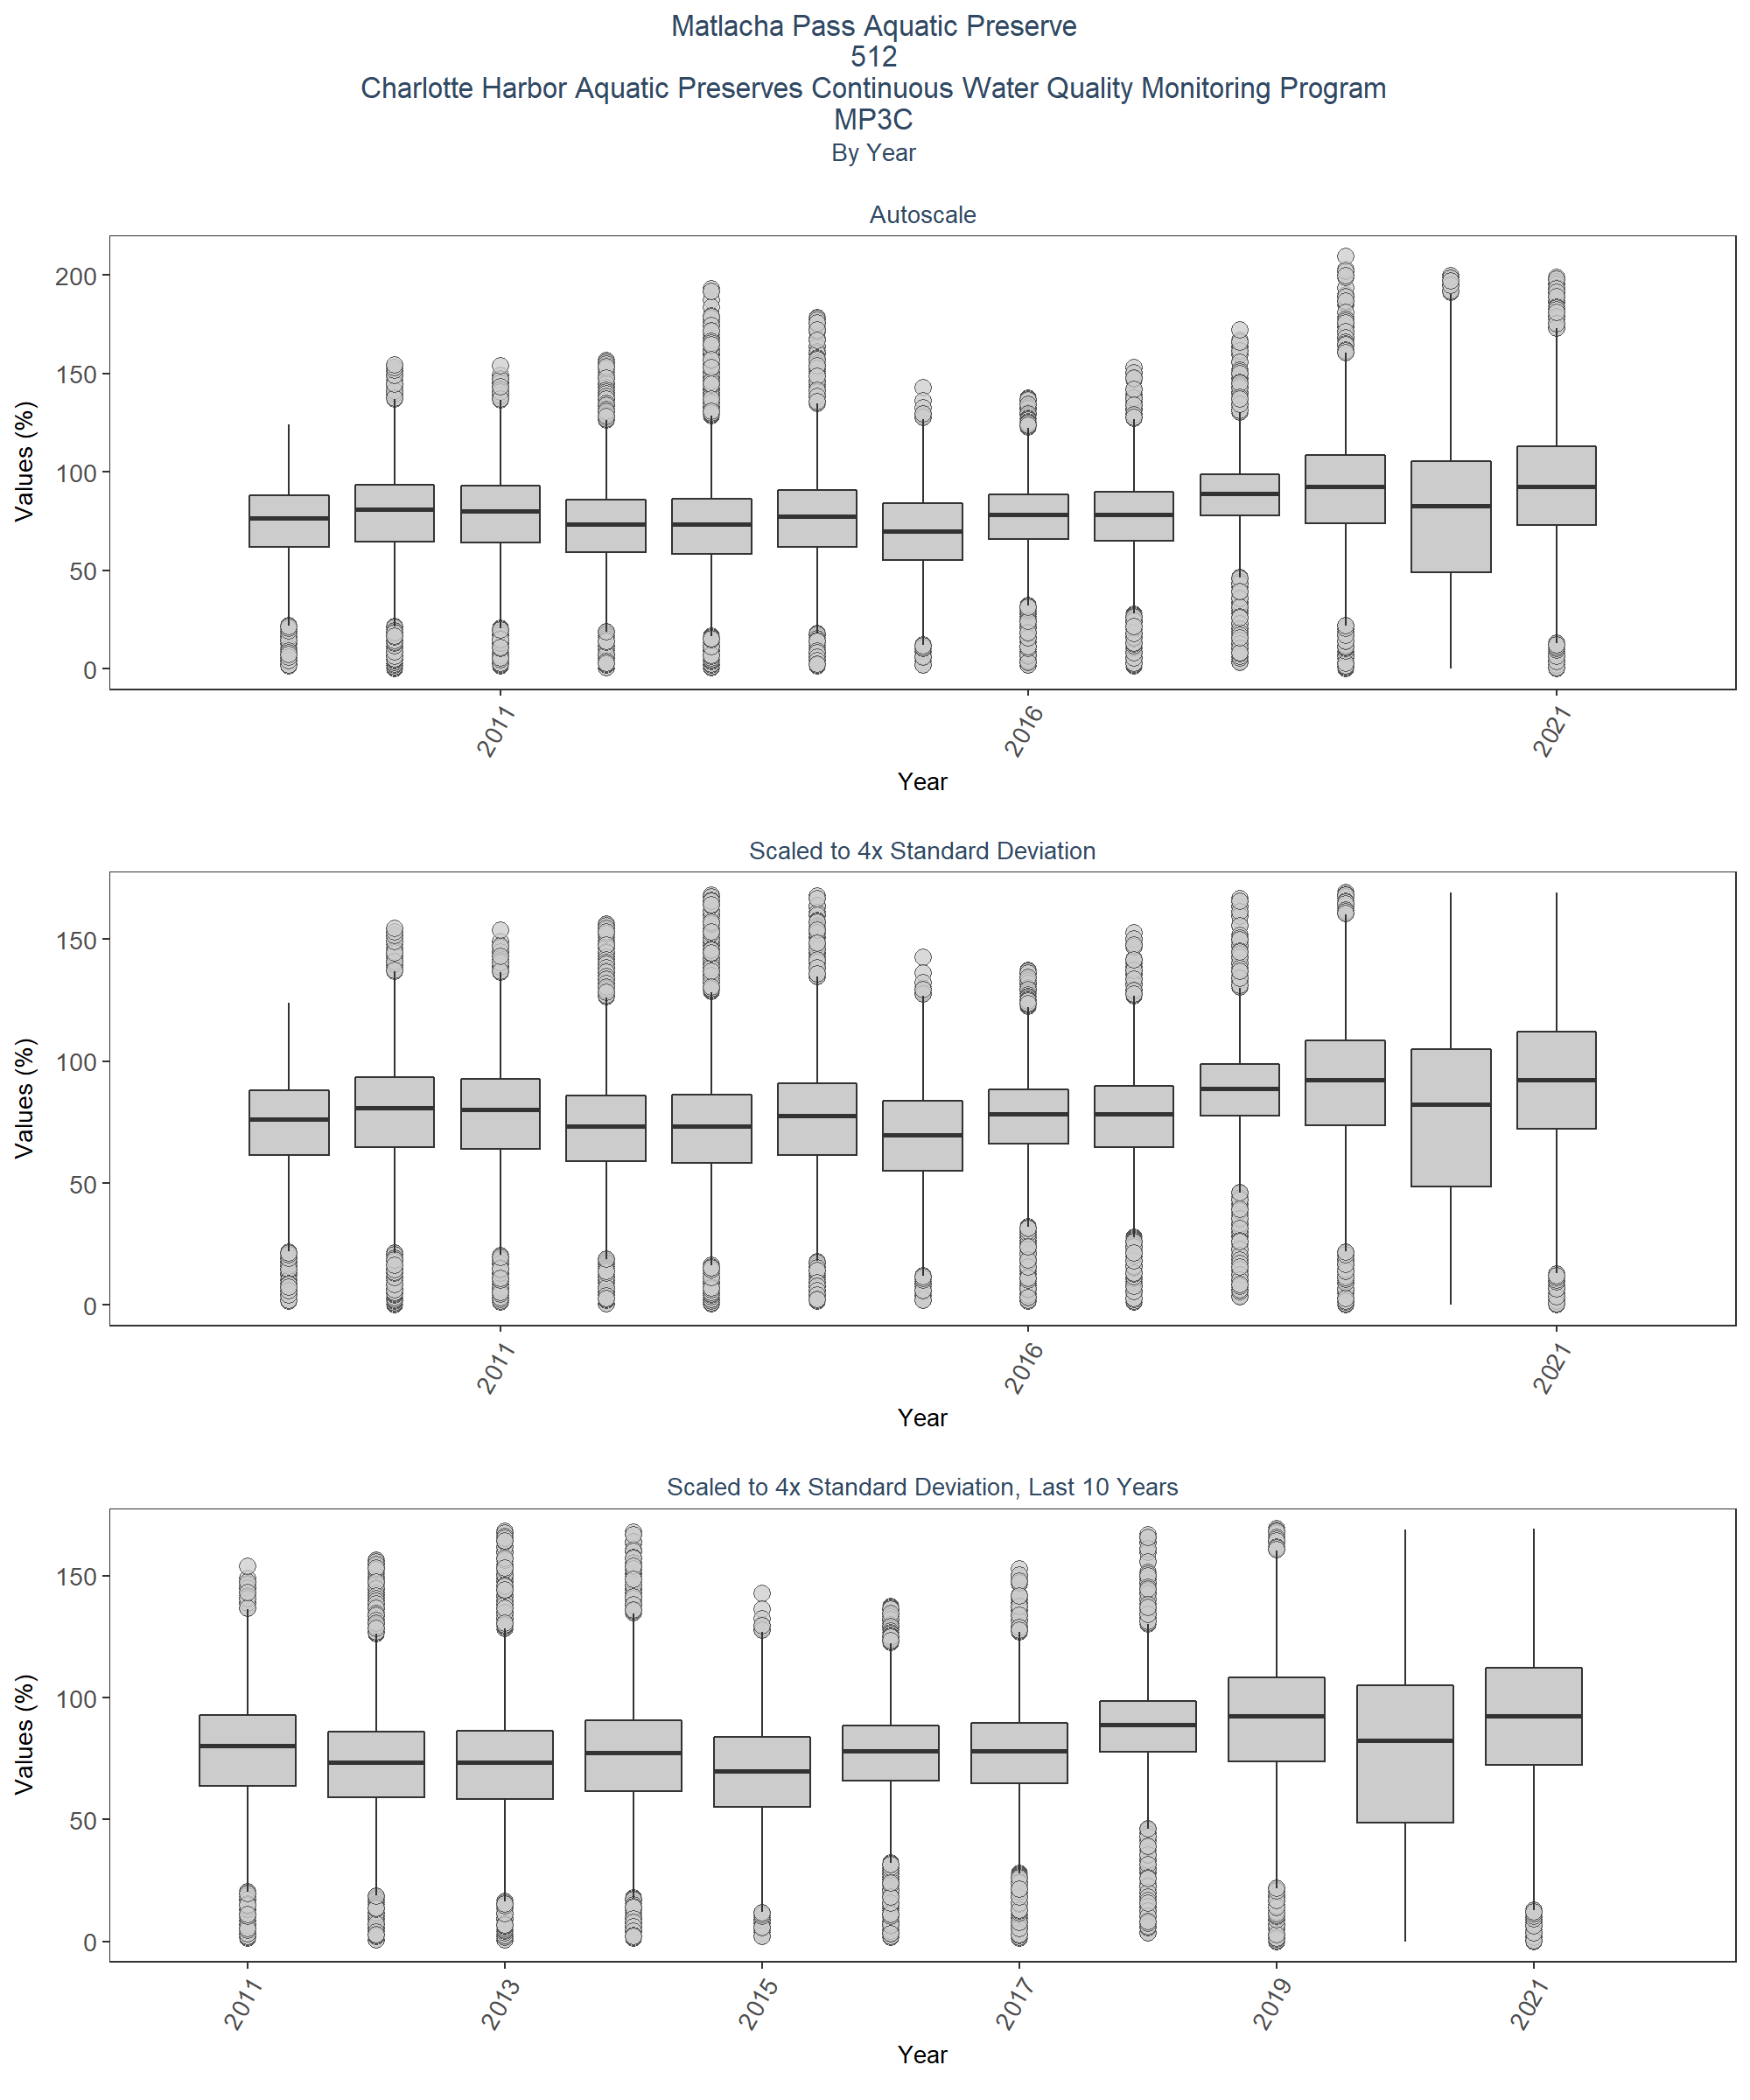 Matlacha Pass Aquatic Preserve
512
Charlotte Harbor Aquatic Preserves Continuous Water Quality Monitoring Program
MP3C
By Year
Autoscale
Values (%)
200
150
100
50
0
2011
2016
2021
Year
Scaled to 4x Standard Deviation
Values (%)
150
100
50
0
2011
2016
2021
Year
Scaled to 4x Standard Deviation, Last 10 Years
Values (%)
150
100
50
0
2011
2013
2015
2017
2019
2021
Year